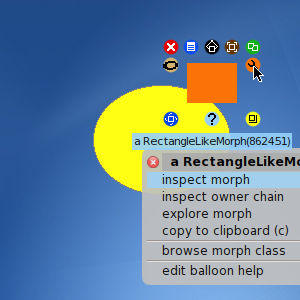 ?
a RectangleLikeMorph(862451)
a RectangleLikeMo
inspect morph
inspect owner chain
explore morph
copy to clipboard (c)
browse morph class
edit balloon help